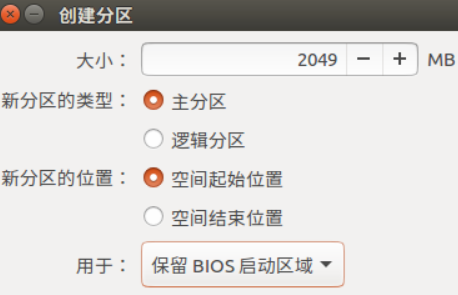 创建分区
大小： 2049 − + MB
新分区的类型： 主分区
逻辑分区
新分区的位置： 空间起始位置
空间结束位置
用于： 保留 BIOS 启动区域